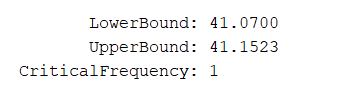 LowerBound: 41.0700
UpperBound: 41.1523
CriticalFrequency: 1